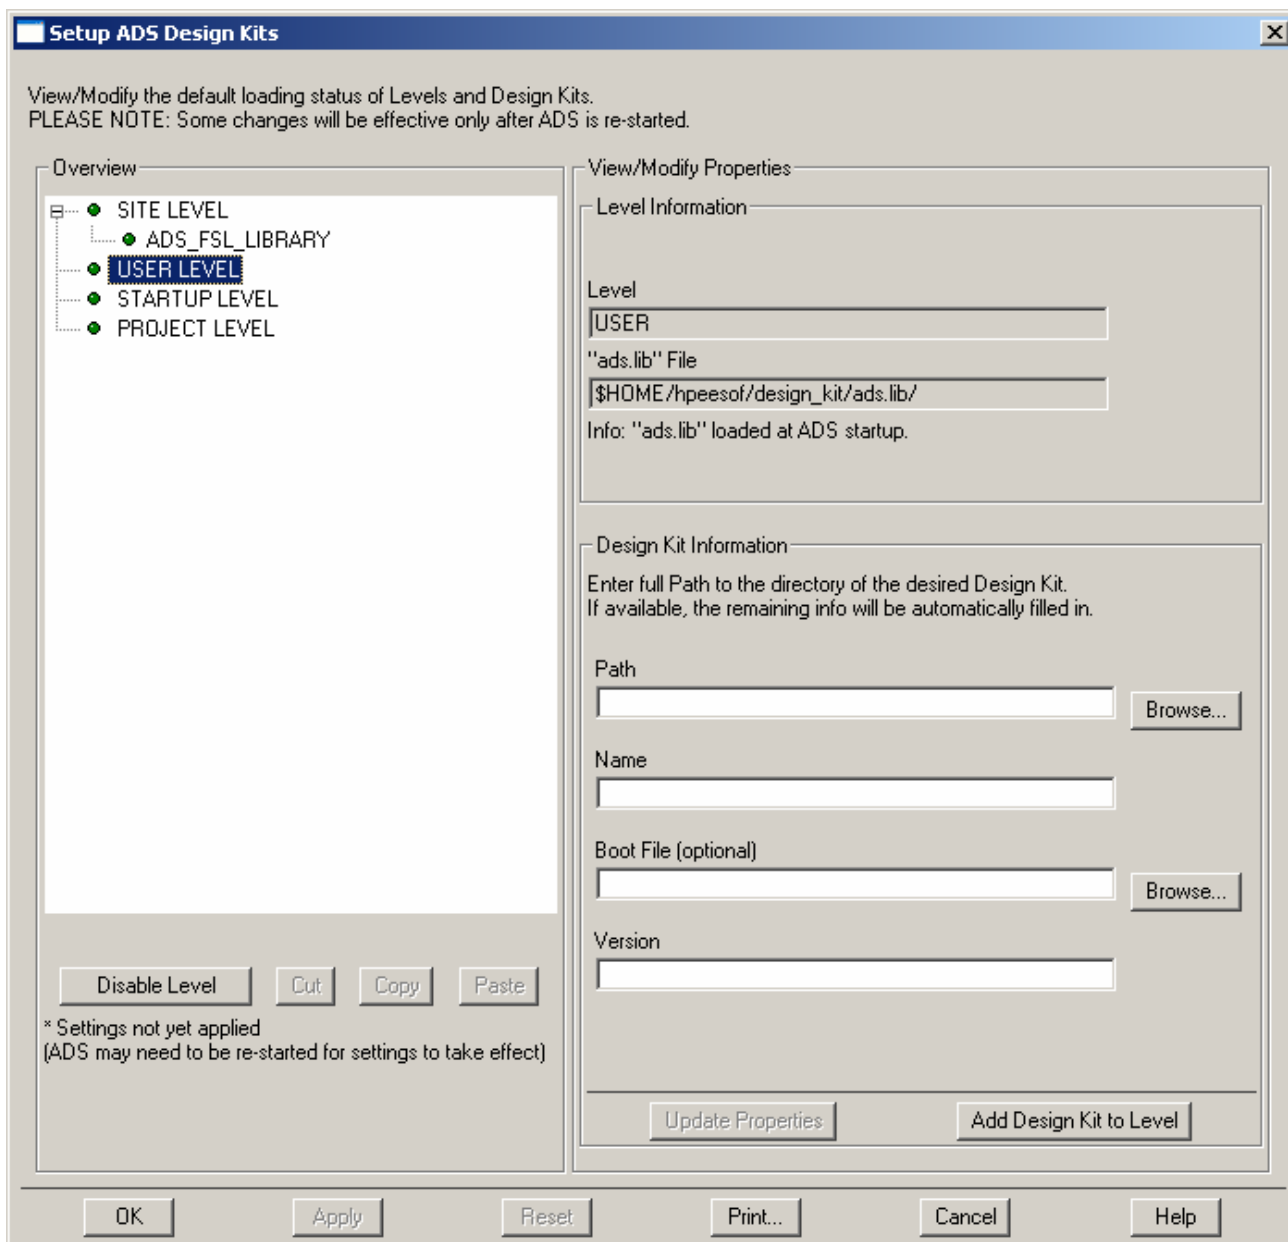 Setup ADS Design Kits
View/Modify the default loading status of Levels and Design Kits.
PLEASE NOTE: Some changes will be effective only after ADS is re-started.
Overview
SITE LEVEL
ADS_FSL_LIBRARY
USER LEVEL
STARTUP LEVEL
PROJECT LEVEL
Disable Level
Cut
Copy
Paste
* Settings not yet applied
(ADS may need to be re-started for settings to take effect)
View/Modify Properties
Level Information
Level
USER
"ads.lib" File
$HOME/hpeesof/design_kit/ads.lib/
Info: "ads.lib" loaded at ADS startup.
Design Kit Information
Enter full Path to the directory of the desired Design Kit.
If available, the remaining info will be automatically filled in.
Path
Browse...
Name
Boot File (optional)
Browse...
Version
Update Properties
Add Design Kit to Level
OK
Apply
Reset
Print...
Cancel
Help